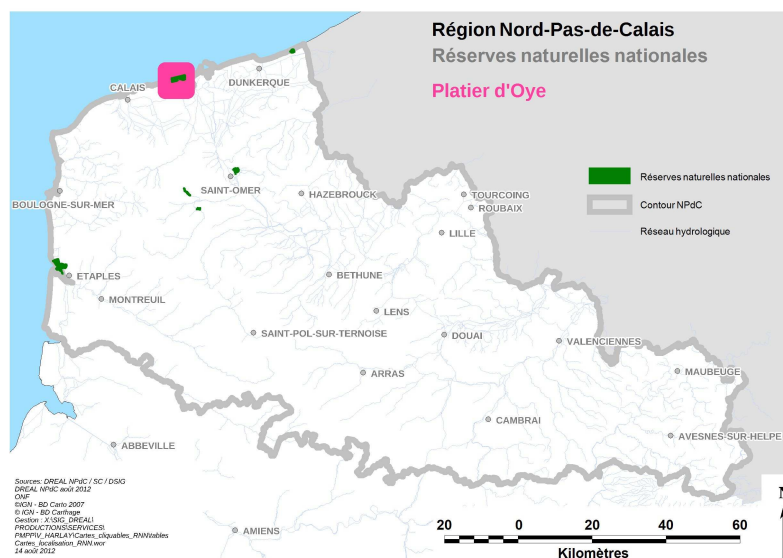 Région Nord-Pas-de-Calais
Réserves naturelles nationales
Platier d'Oye
DUNKERQUE
CALAIS
SAINT-OMER
HAZEBROUCK
TOURCOING
ROUBAIX
BOULOGNE-SUR-MER
LILLE
Réserves naturelles nationales
Contour NPdC
Réseau hydrologique
ETAPLES
BETHUNE
MONTREUIL
LENS
SAINT-POL-SUR-TERNOISE
DOUAI
VALENCIENNES
ARRAS
MAUBEUGE
CAMBRAI
AVESNES-SUR-HELPE
ABBEVILLE
AMIENS
Sources: DREAL NPdC / SC / DSIG
DREAL NPdC août 2012
ONF
©IGN - BD Carto 2007
© IGN - BD Carthage
Gestion : X:\SIG_DREAL\
PRODUCTIONS\SERVICES\
PMPP\V_HARLAY\Cartes_cliquables_RNN\tables
Cartes_localisation_RNN.wor
14 août 2012
20 0 20 40 60
Kilomètres